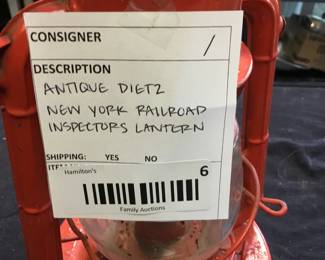 CONSIGNER /
DESCRIPTION
ANTIQUE DIETZ
NEW YORK RAILROAD
INSPECTORS LANTERN
SHIPPING: YES NO
Hamilton's 6
Family Auctions